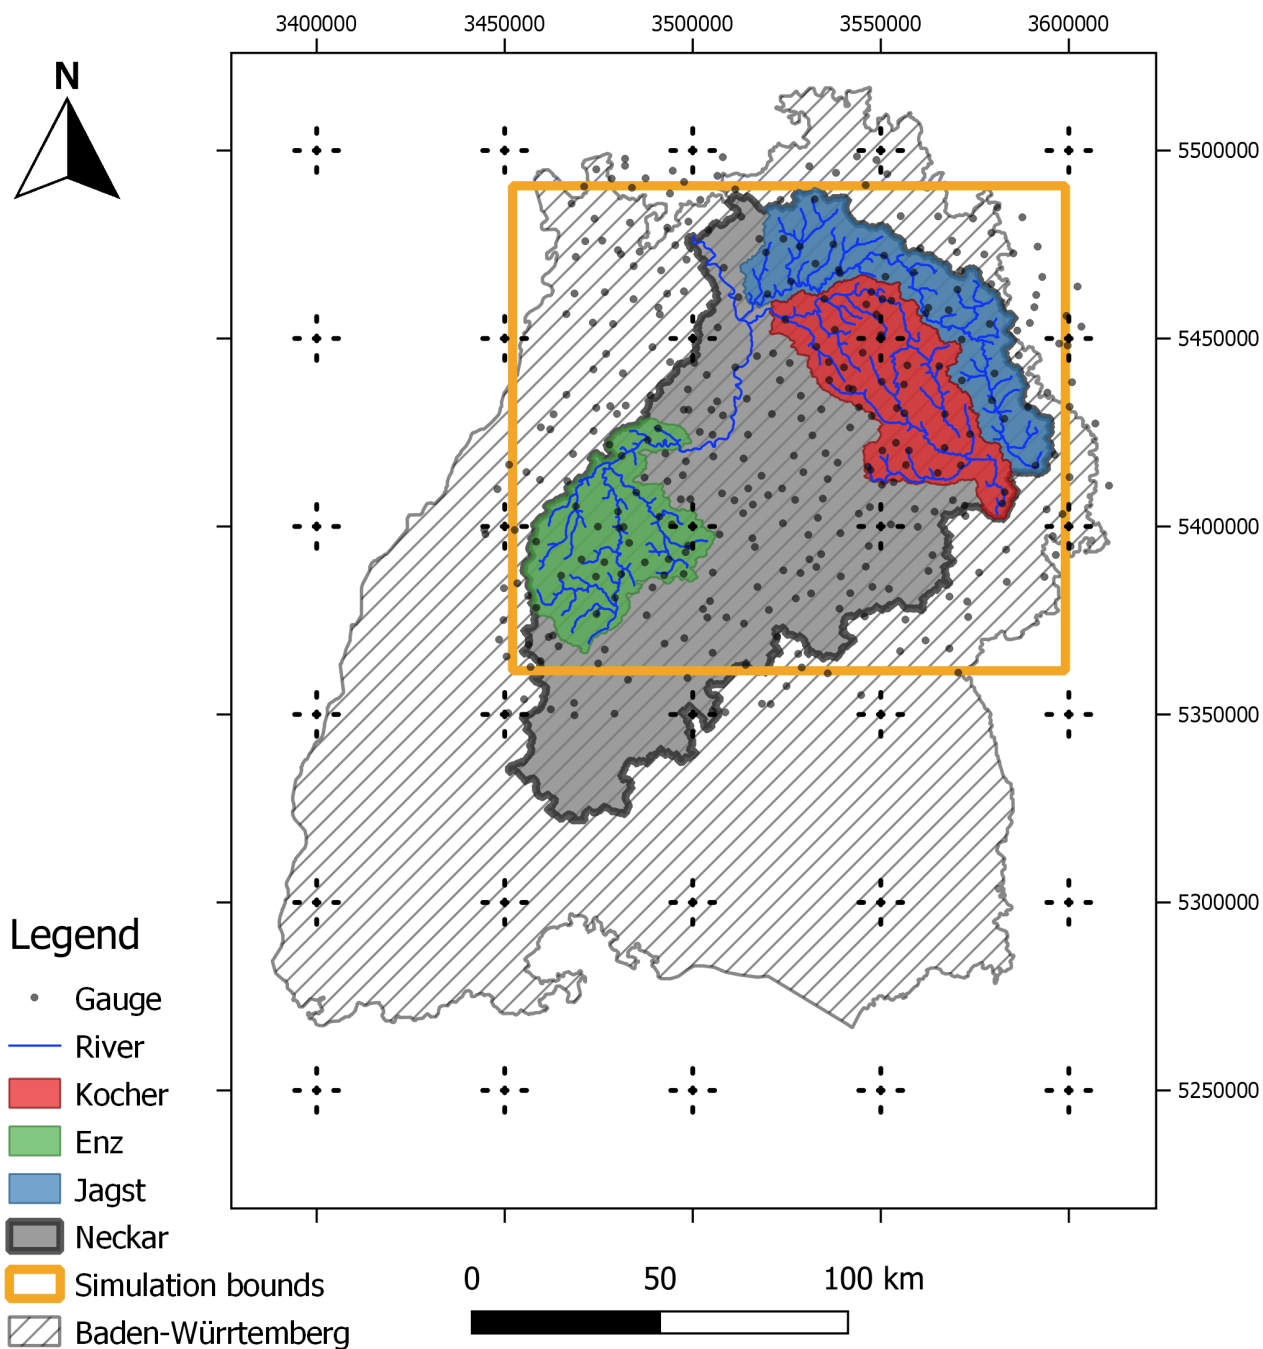 3400000 3450000 3500000 3550000 3600000
N
5500000
5450000
5400000
5350000
5300000
5250000
Legend
Gauge
River
Kocher
Enz
Jagst
Neckar
Simulation bounds
Baden-Würrtemberg
0 50 100 km